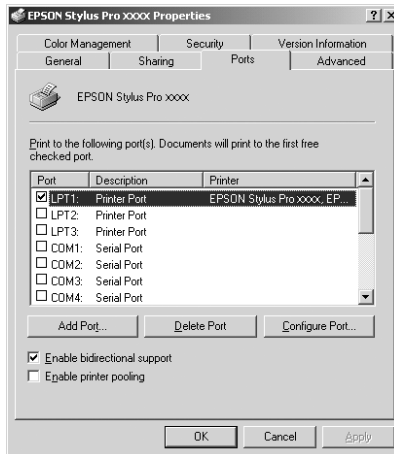 EPSON Stylus Pro XXXX Properties
Color Management Security Version Information
General Sharing Ports Advanced
EPSON Stylus Pro xxxx
Print to the following port(s). Documents will print to the first free
checked port.
Port Description Printer
LPT1: Printer Port EPSON Stylus Pro xxxx, EP...
LPT2: Printer Port
LPT3: Printer Port
COM1: Serial Port
COM2: Serial Port
COM3: Serial Port
COM4: Serial Port
Add Port... Delete Port Configure Port...
Enable bidirectional support
Enable printer pooling
OK Cancel Apply